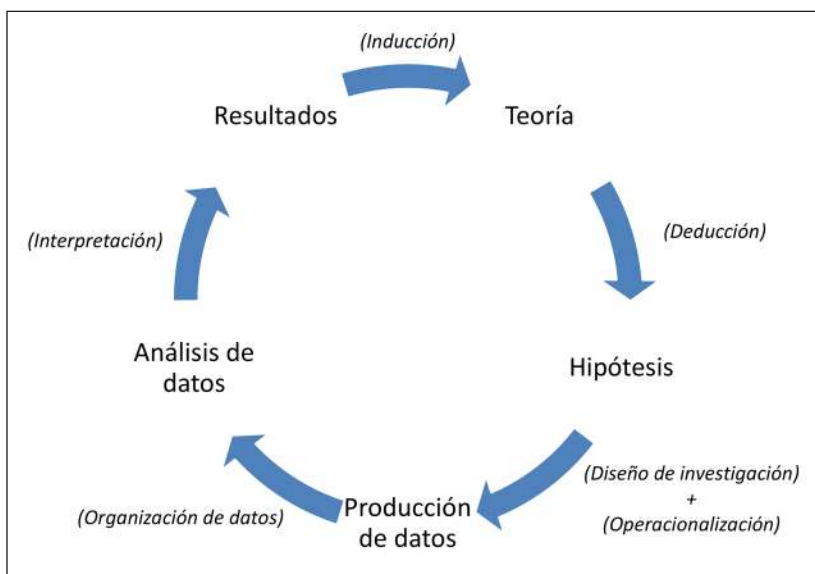 (Inducción)
Resultados
Teoría
(Deducción)
Hipótesis
(Diseño de investigación)
+
(Operacionalización)
Producción
de datos
(Organización de datos)
Análisis de
datos
(Interpretación)